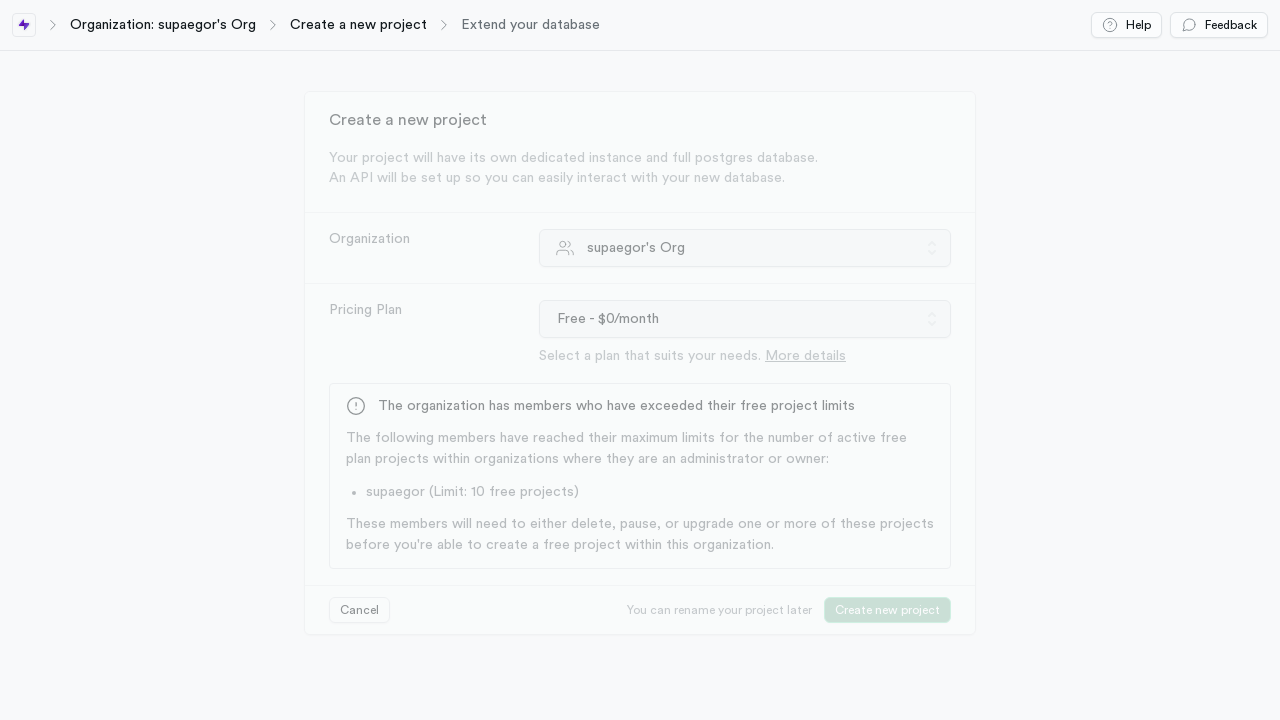 Organization: supaegor's Org
Create a new project
Extend your database
Help
Feedback
Create a new project
Your project will have its own dedicated instance and full postgres database.
An API will be set up so you can easily interact with your new database.
Organization
supaegor's Org
Pricing Plan
Free - $0/month
Select a plan that suits your needs. More details
The organization has members who have exceeded their free project limits
The following members have reached their maximum limits for the number of active free
plan projects within organizations where they are an administrator or owner:
• supaegor (Limit: 10 free projects)
These members will need to either delete, pause, or upgrade one or more of these projects
before you're able to create a free project within this organization.
Cancel
You can rename your project later
Create new project